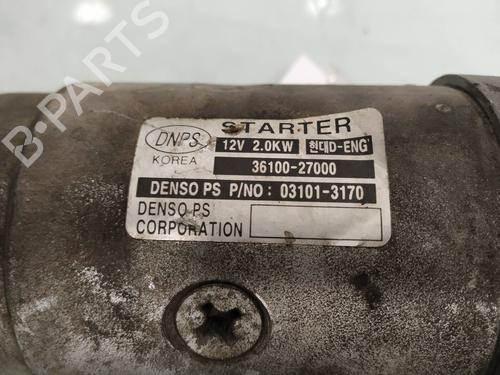 STARTER
DNPS
12V 2.0KW 현대D-ENG'
KOREA
36100-27000
DENSO PS P/NO : 03101-3170
DENSO PS
CORPORATION
B-PARTS